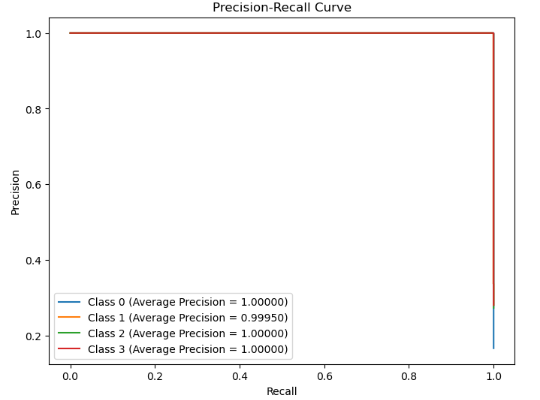 Precision-Recall Curve
1.0
0.8
0.6
0.4
0.2
Precision
Class 0 (Average Precision = 1.00000)
Class 1 (Average Precision = 0.99950)
Class 2 (Average Precision = 1.00000)
Class 3 (Average Precision = 1.00000)
0.0 0.2 0.4 0.6 0.8 1.0
Recall